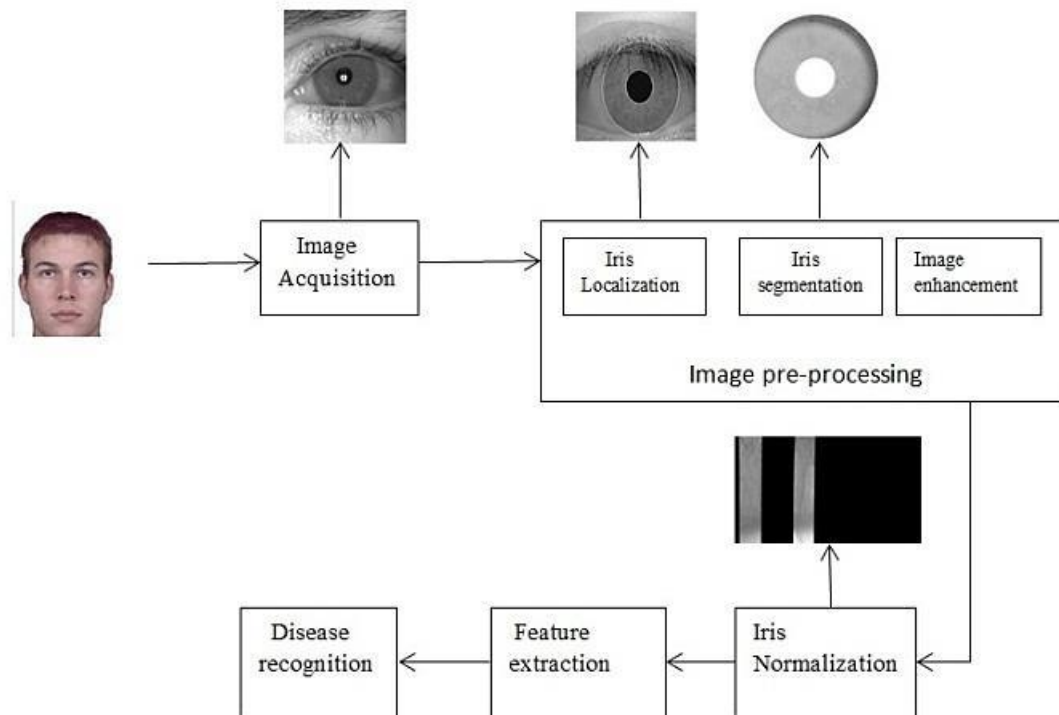 Image
Acquisition
Iris
Localization
Iris
segmentation
Image
enhancement
Image pre-processing
Disease
recognition
Feature
extraction
Iris
Normalization